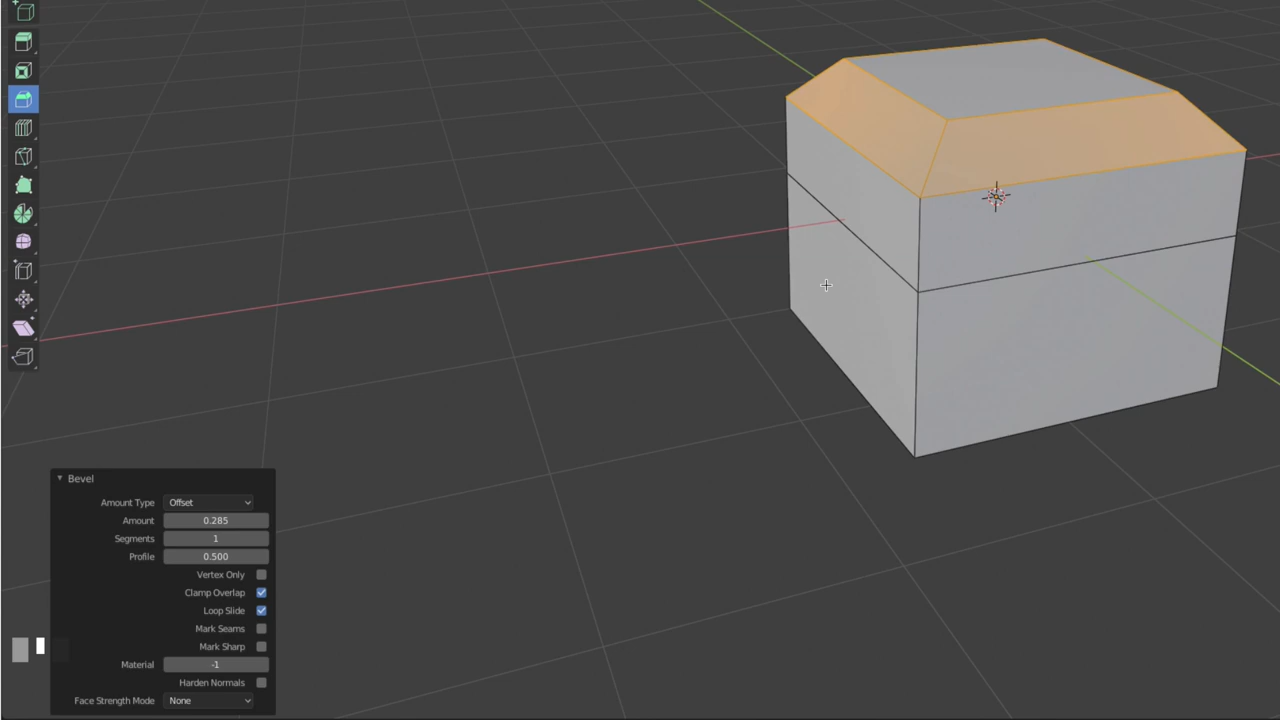 Bevel
Amount Type Offset
Amount 0.285
Segments 1
Profile 0.500
Vertex Only
Clamp Overlap
Loop Slide
Mark Seams
Mark Sharp
Material -1
Harden Normals
Face Strength Mode None